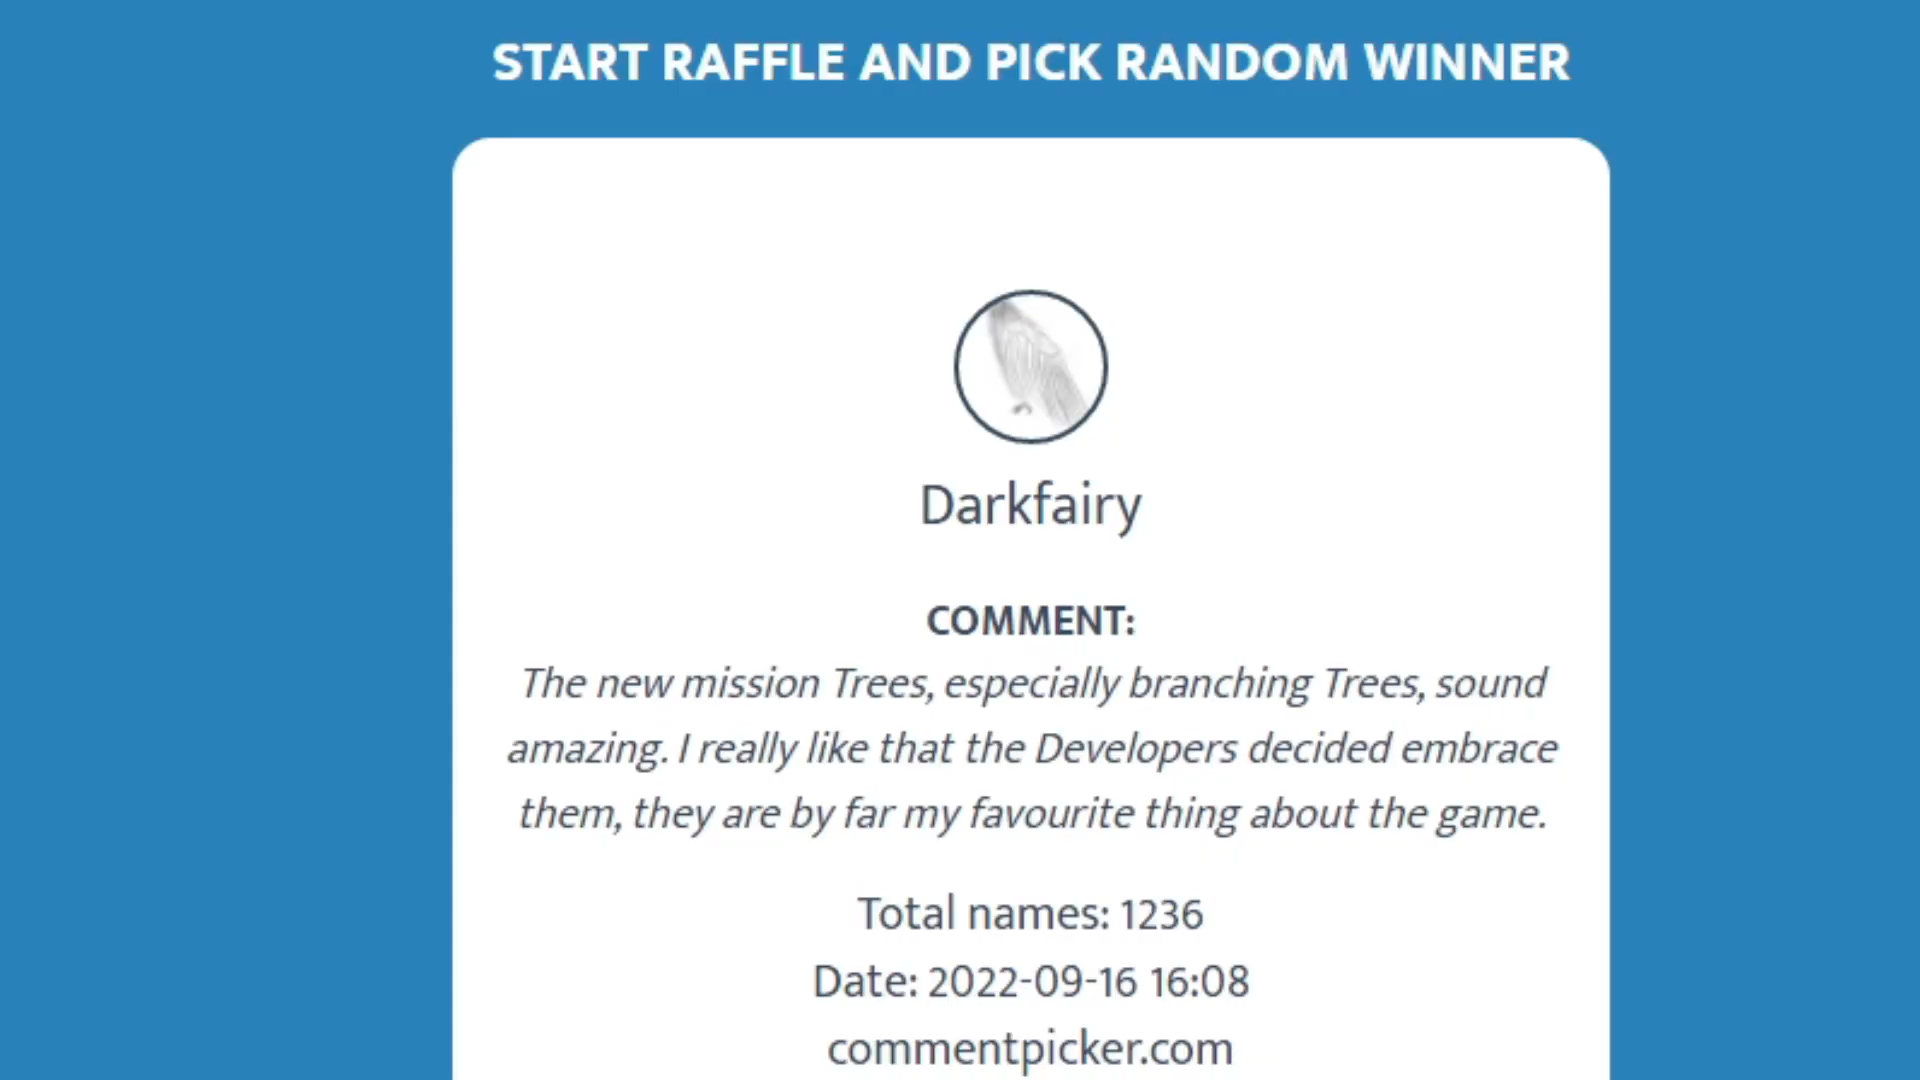 START RAFFLE AND PICK RANDOM WINNER
Darkfairy
COMMENT:
The new mission Trees, especially branching Trees, sound
amazing. I really like that the Developers decided embrace
them, they are by far my favourite thing about the game.
Total names: 1236
Date: 2022-09-16 16:08
commentpicker.com